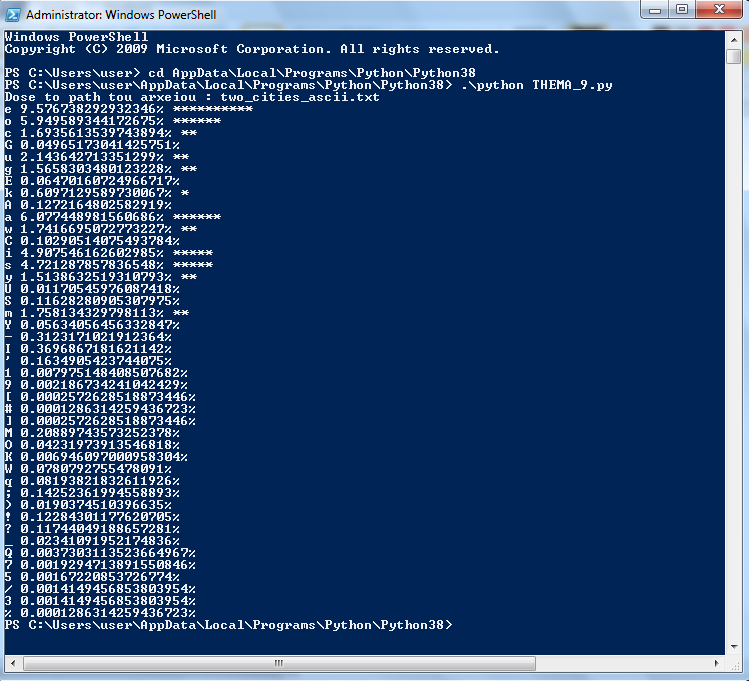 Administrator: Windows PowerShell
Windows PowerShell
Copyright (C) 2009 Microsoft Corporation. All rights reserved.
PS C:\Users\user> cd AppData\Local\Programs\Python\Python38
PS C:\Users\user\AppData\Local\Programs\Python\Python38> .\python THEMA_9.py
Dose to path tou arxeiou : two_cities_ascii.txt
e 9.576738292932346% **********
o 5.949589344172675% ******
c 1.6935613539743894% **
G 0.04965173041425751%
u 2.143642713351299% **
g 1.5658303480123228% **
E 0.06470160724966717%
k 0.6097129589730067% *
A 0.1272164802582919%
a 6.077448981560686% ******
w 1.7416695072773227% **
C 0.10290514075493784%
i 4.907546162602985% *****
s 4.721287857836548% *****
y 1.5138632519310793% **
U 0.01170545976087418%
S 0.11628280905307975%
m 1.758134329798113% **
Y 0.05634056456332847%
- 0.3123171021912364%
I 0.3696867181621142%
' 0.1634905423744075%
1 0.007975148408507682%
9 0.002186734241042429%
[ 0.0002572628518873446%
# 0.0001286314259436723%
] 0.0002572628518873446%
M 0.20889743573252378%
O 0.04231973913546818%
K 0.006946097000958304%
W 0.0780792755478091%
q 0.08193821832611926%
; 0.14252361994558893%
) 0.0190374510396635%
! 0.12284301177620705%
? 0.11744049188657281%
_ 0.02341091952174836%
Q 0.0037303113523664967%
7 0.0019294713891550846%
5 0.00167220853726774%
/ 0.0014149456853803954%
3 0.0014149456853803954%
% 0.0001286314259436723%
PS C:\Users\user\AppData\Local\Programs\Python\Python38>